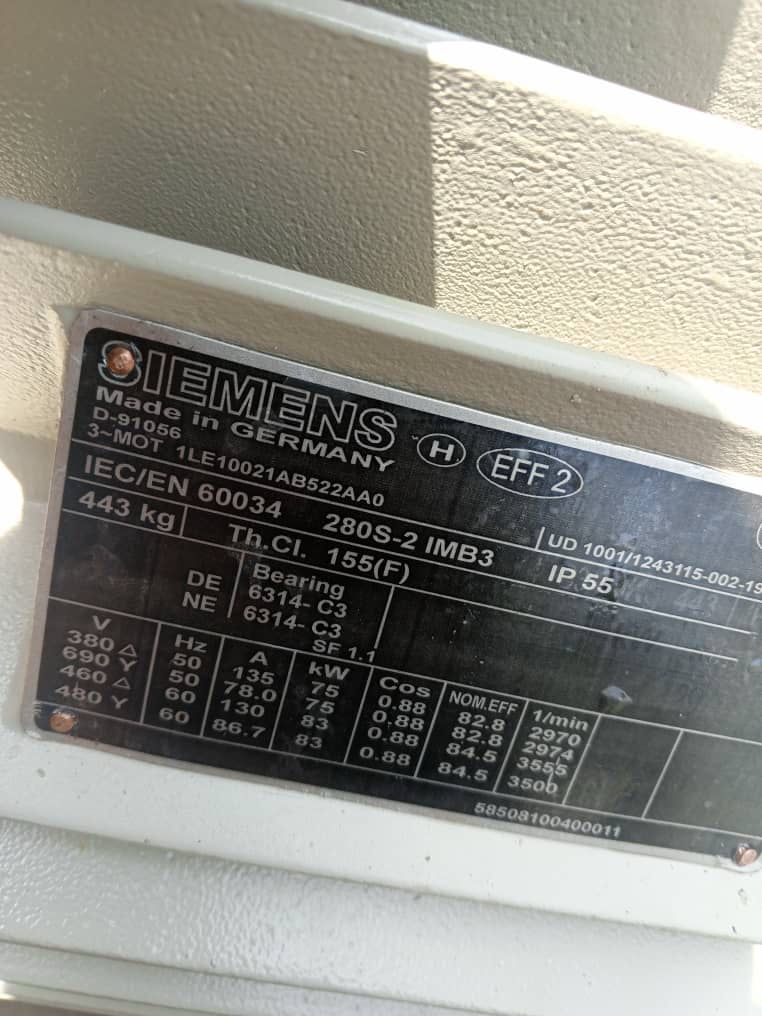 SIEMENS
Made in GERMANY
D-91056
3~MOT 1LE10021AB522AA0
H
EFF 2
IEC/EN 60034 280S-2 IMB3
UD 1001/1243115-002-19
443 kg Th.Cl. 155(F) IP 55
Bearing
DE 6314- C3
NE 6314- C3
SF 1.1
V Hz A kW Cos NOM.EFF 1/min
380 △ 50 135 75 0.88 82.8 2970
690 Y 50 78.0 75 0.88 82.8 2974
460 △ 60 130 83 0.88 84.5 3555
480 Y 60 86.7 83 0.88 84.5 3500
58508100400011